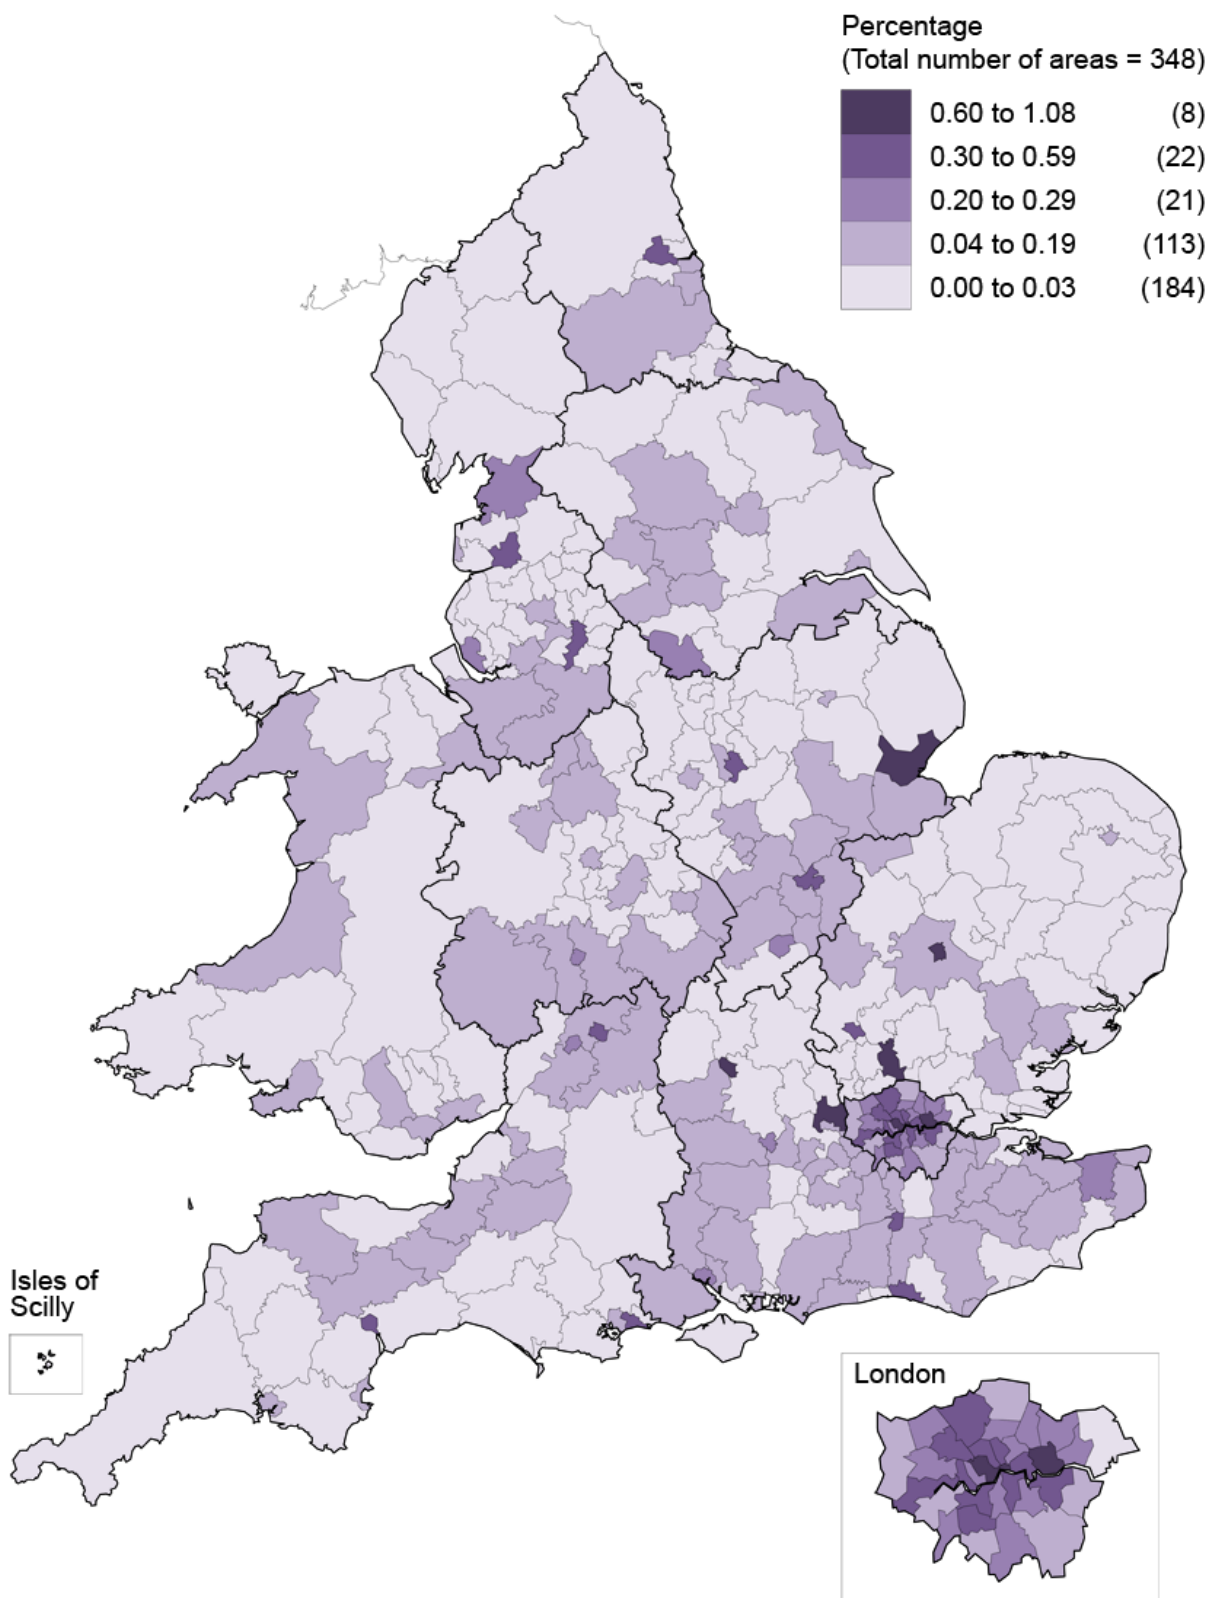 Percentage
(Total number of areas = 348)
0.60 to 1.08 (8)
0.30 to 0.59 (22)
0.20 to 0.29 (21)
0.04 to 0.19 (113)
0.00 to 0.03 (184)
Isles of
Scilly
London